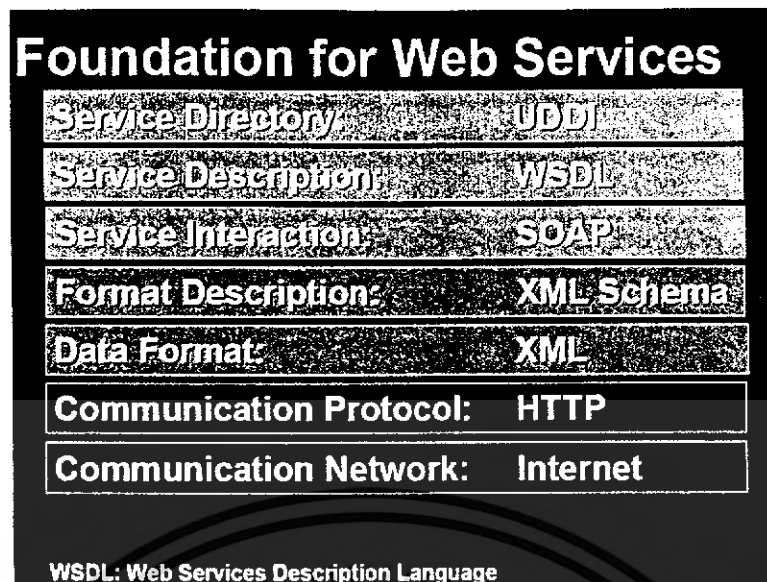 Foundation for Web Services
Service Directory: UDDI
Service Description: WSDL
Service Interaction: SOAP
Format Description: XML Schema
Data Format: XML
Communication Protocol: HTTP
Communication Network: Internet
WSDL: Web Services Description Language